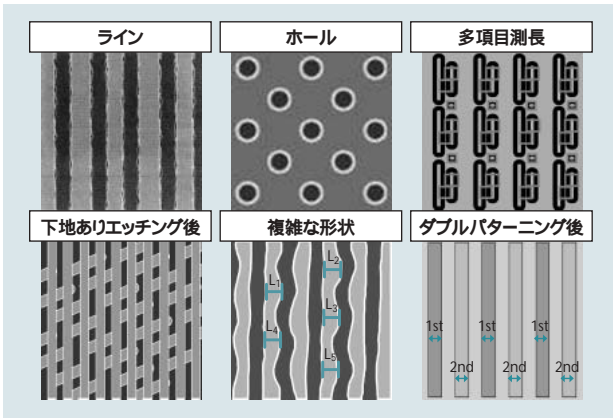 ライン
ホール
多項目測長
下地ありエッチング後
複雑な形状
ダブルパターニング後
L₁
L₂
L₃
L₄
L₅
1st
1st
1st
2nd
2nd
2nd